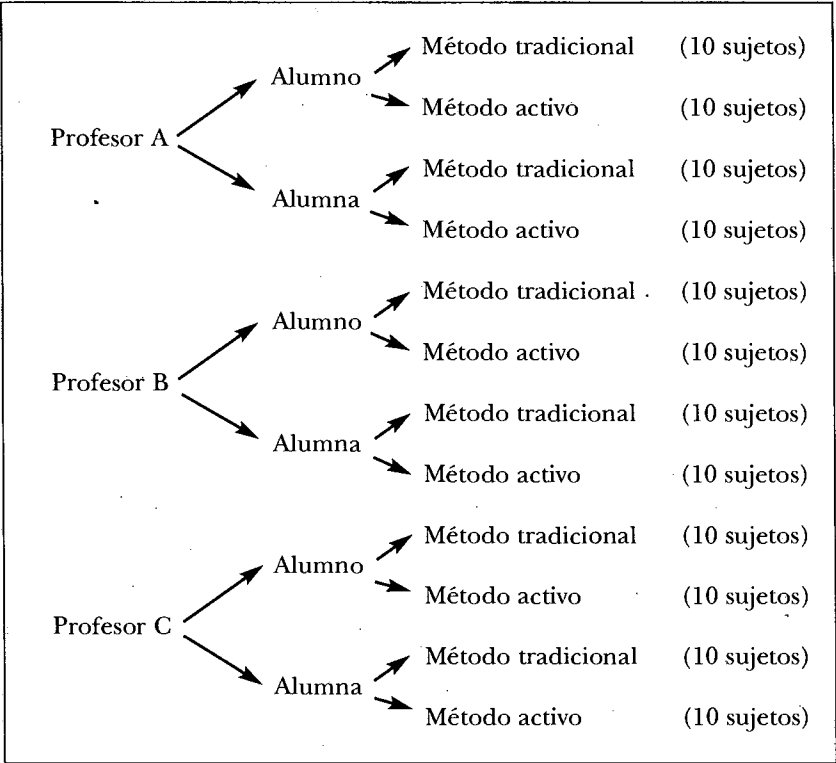 Método tradicional (10 sujetos)
Alumno
Método activo (10 sujetos)
Profesor A
Método tradicional (10 sujetos)
Alumna
Método activo (10 sujetos)
Método tradicional (10 sujetos)
Alumno
Método activo (10 sujetos)
Profesor B
Método tradicional (10 sujetos)
Alumna
Método activo (10 sujetos)
Método tradicional (10 sujetos)
Alumno
Método activo (10 sujetos)
Profesor C
Método tradicional (10 sujetos)
Alumna
Método activo (10 sujetos)